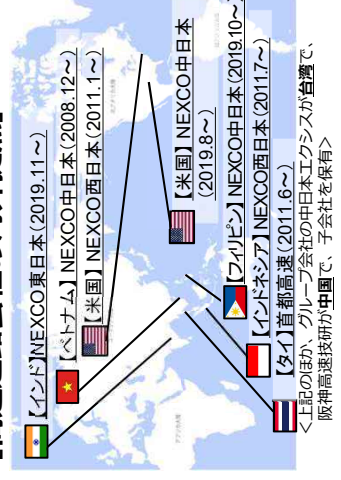 【インド】NEXCO東日本(2019.11～)
【ベトナム】NEXCO中日本(2008.12～)
【米国】NEXCO西日本(2011.1～)
【米国】NEXCO中日本
(2019.8～)
【フィリピン】NEXCO中日本(2019.10～)
【インドネシア】NEXCO西日本(2011.7～)
【タイ】首都高速(2011.6～)
＜上記のほか、グループ会社の中日本エクシスが台湾で、
阪神高速技研が中国で、子会社を保有＞